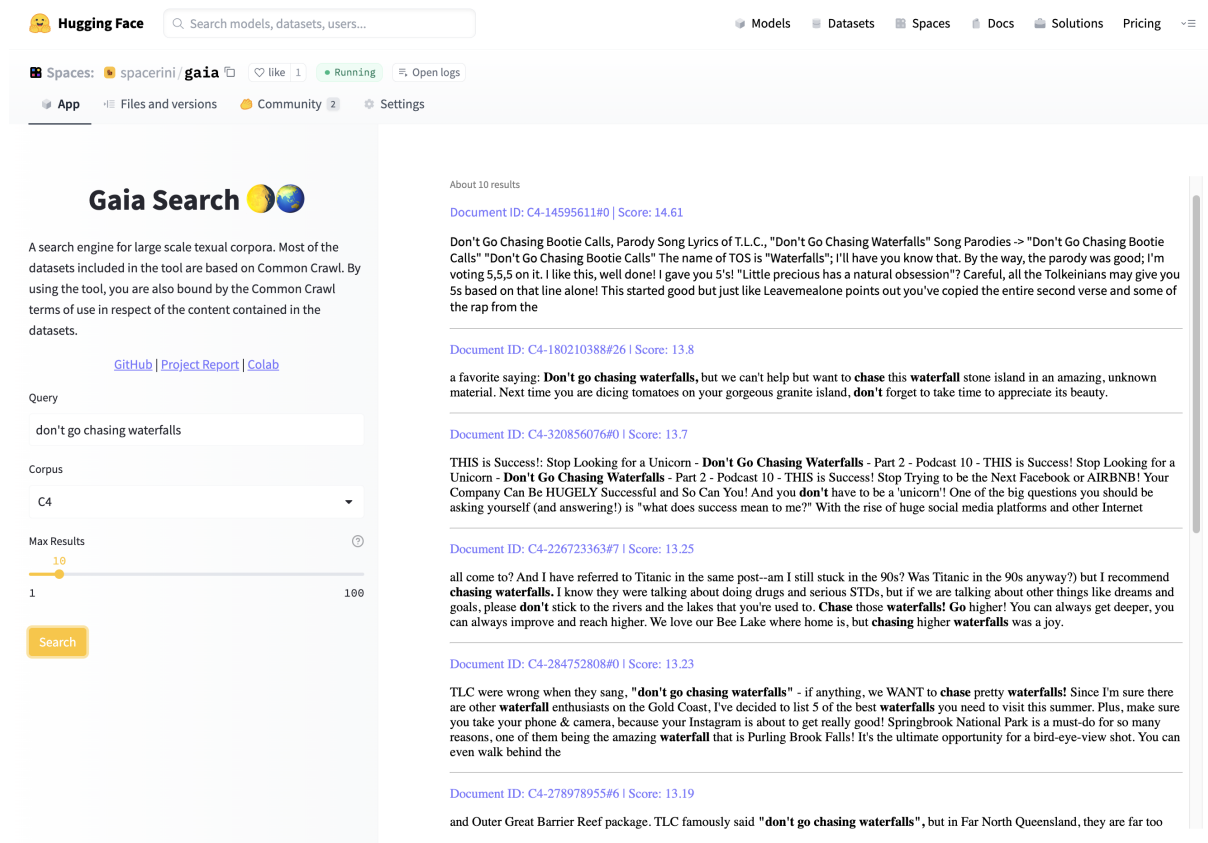 Hugging Face
Search models, datasets, users...
Models
Datasets
Spaces
Docs
Solutions
Pricing
Spaces:
spacerini/gaia
like 1
Running
Open logs
App
Files and versions
Community 2
Settings
Gaia Search
A search engine for large scale texual corpora. Most of the
datasets included in the tool are based on Common Crawl. By
using the tool, you are also bound by the Common Crawl
terms of use in respect of the content contained in the
datasets.
GitHub | Project Report | Colab
Query
don't go chasing waterfalls
Corpus
C4
Max Results
10
1
100
Search
About 10 results
Document ID: C4-14595611#0 | Score: 14.61
Don't Go Chasing Bootie Calls, Parody Song Lyrics of T.L.C., "Don't Go Chasing Waterfalls" Song Parodies -> "Don't Go Chasing Bootie
Calls" "Don't Go Chasing Bootie Calls" The name of TOS is "Waterfalls"; I'll have you know that. By the way, the parody was good; I'm
voting 5,5,5 on it. I like this, well done! I gave you 5's! "Little precious has a natural obsession"? Careful, all the Tolkeinians may give you
5s based on that line alone! This started good but just like Leavemealone points out you've copied the entire second verse and some of
the rap from the
Document ID: C4-180210388#26 | Score: 13.8
a favorite saying: Don't go chasing waterfalls, but we can't help but want to chase this waterfall stone island in an amazing, unknown
material. Next time you are dicing tomatoes on your gorgeous granite island, don't forget to take time to appreciate its beauty.
Document ID: C4-320856076#0 | Score: 13.7
THIS is Success!: Stop Looking for a Unicorn - Don't Go Chasing Waterfalls - Part 2 - Podcast 10 - THIS is Success! Stop Looking for a
Unicorn - Don't Go Chasing Waterfalls - Part 2 - Podcast 10 - THIS is Success! Stop Trying to be the Next Facebook or AIRBNB! Your
Company Can Be HUGELY Successful and So Can You! And you don't have to be a 'unicorn'! One of the big questions you should be
asking yourself (and answering!) is "what does success mean to me?" With the rise of huge social media platforms and other Internet
Document ID: C4-226723363#7 | Score: 13.25
all come to? And I have referred to Titanic in the same post--am I still stuck in the 90s? Was Titanic in the 90s anyway?) but I recommend
chasing waterfalls. I know they were talking about doing drugs and serious STDs, but if we are talking about other things like dreams and
goals, please don't stick to the rivers and the lakes that you're used to. Chase those waterfalls! Go higher! You can always get deeper, you
can always improve and reach higher. We love our Bee Lake where home is, but chasing higher waterfalls was a joy.
Document ID: C4-284752808#0 | Score: 13.23
TLC were wrong when they sang, "don't go chasing waterfalls" - if anything, we WANT to chase pretty waterfalls! Since I'm sure there
are other waterfall enthusiasts on the Gold Coast, I've decided to list 5 of the best waterfalls you need to visit this summer. Plus, make sure
you take your phone & camera, because your Instagram is about to get really good! Springbrook National Park is a must-do for so many
reasons, one of them being the amazing waterfall that is Purling Brook Falls! It's the ultimate opportunity for a bird-eye-view shot. You can
even walk behind the
Document ID: C4-278978955#6 | Score: 13.19
and Outer Great Barrier Reef package. TLC famously said "don't go chasing waterfalls", but in Far North Queensland, they are far too